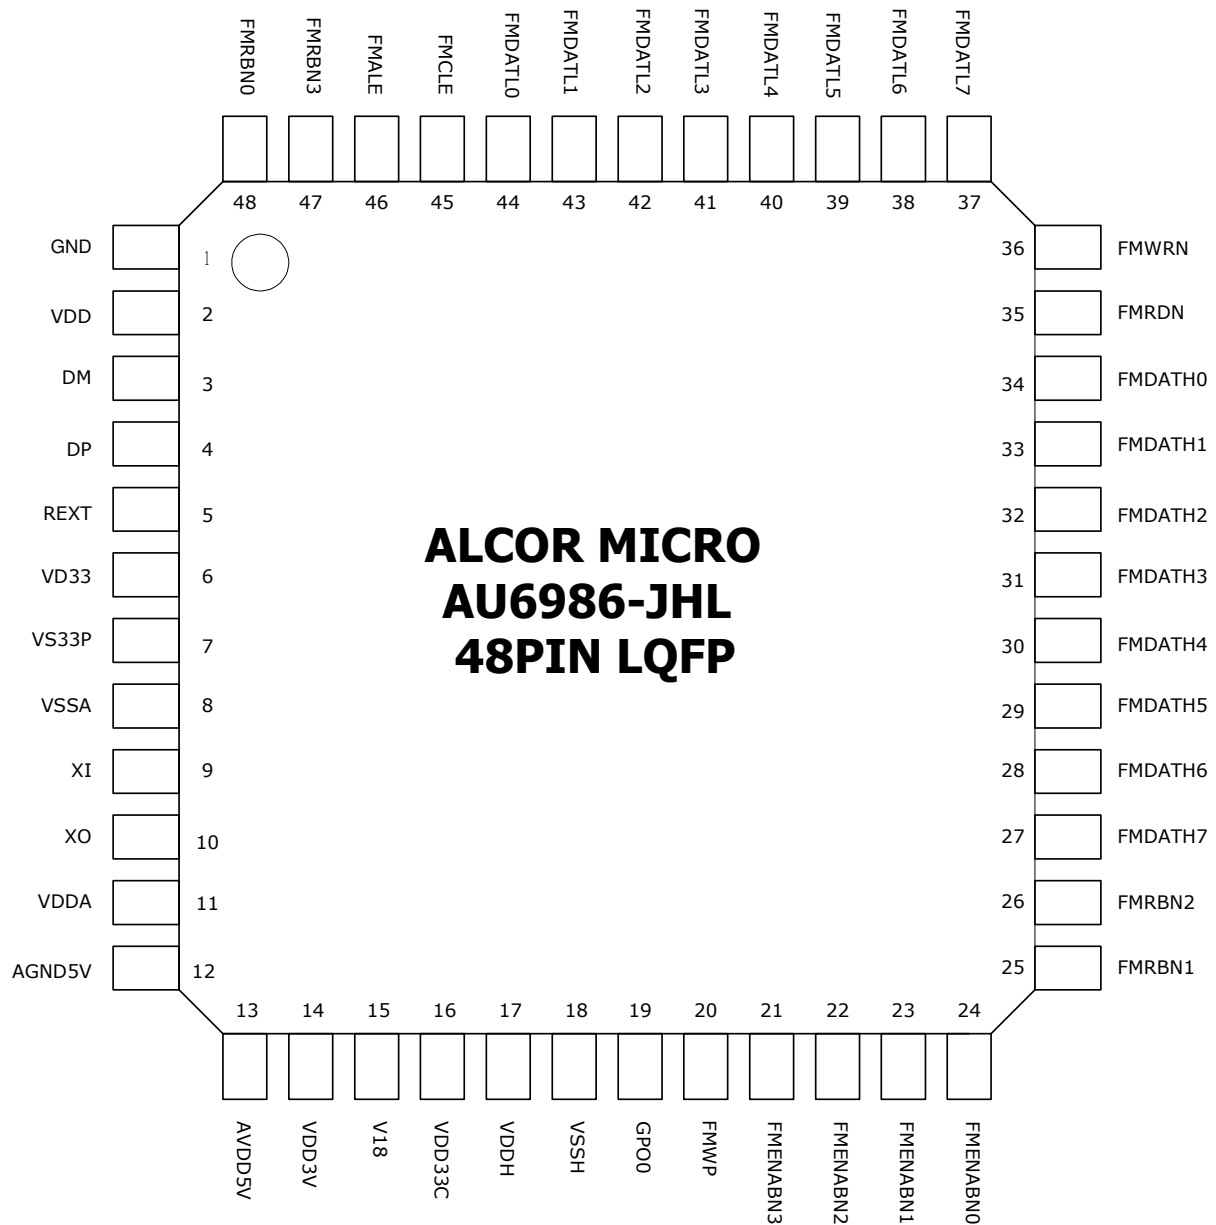 FMRBN0
FMRBN3
FMALE
FMCLE
FMDATL0
FMDATL1
FMDATL2
FMDATL3
FMDATL4
FMDATL5
FMDATL6
FMDATL7
48 47 46 45 44 43 42 41 40 39 38 37
GND 1 36 FMWRN
VDD 2 35 FMRDN
DM 3 34 FMDATH0
DP 4 33 FMDATH1
REXT 5 32 FMDATH2
VD33 6 31 FMDATH3
VS33P 7 30 FMDATH4
VSSA 8 29 FMDATH5
XI 9 28 FMDATH6
XO 10 27 FMDATH7
VDDA 11 26 FMRBN2
AGND5V 12 25 FMRBN1
ALCOR MICRO
AU6986-JHL
48PIN LQFP
13 14 15 16 17 18 19 20 21 22 23 24
AVDD5V
VDD3V
V18
VDD33C
VDDH
VSSH
GPO0
FMWP
FMENABN3
FMENABN2
FMENABN1
FMENABN0